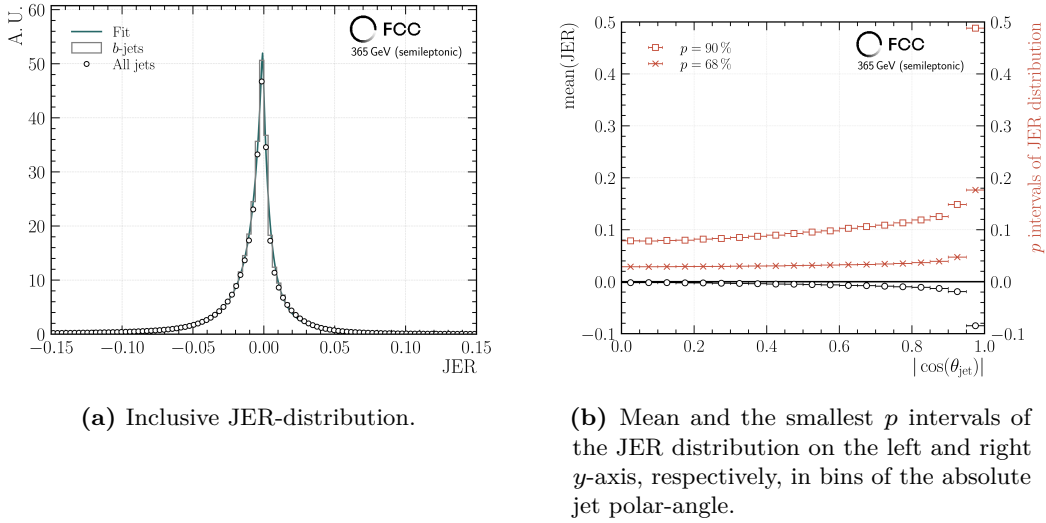 A. U.
60
50
40
30
20
10
0
Fit
b-jets
All jets
FCC
365 GeV (semileptonic)
−0.15
−0.10
−0.05
0.00
0.05
0.10
0.15
JER
mean(JER)
0.5
0.4
0.3
0.2
0.1
0.0
−0.1
p = 90 %
p = 68 %
FCC
365 GeV (semileptonic)
0.5
0.4
0.3
0.2
0.1
0.0
−0.1
p intervals of JER distribution
0.0
0.2
0.4
0.6
0.8
1.0
| cos(θjet)|
(a) Inclusive JER-distribution.
(b) Mean and the smallest p intervals of
the JER distribution on the left and right
y-axis, respectively, in bins of the absolute
jet polar-angle.